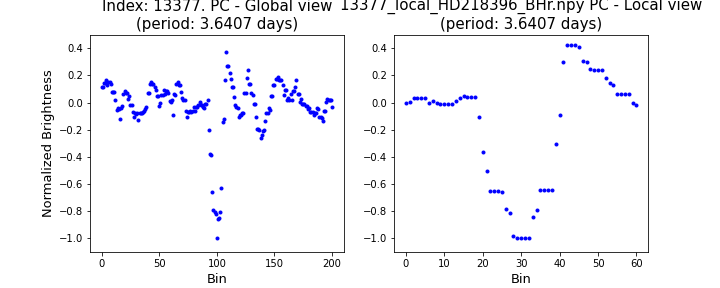 Index: 13377. PC - Global view
(period: 3.6407 days)
13377_local_HD218396_BHr.npy PC - Local view
(period: 3.6407 days)
Normalized Brightness
0.4
0.2
0.0
−0.2
−0.4
−0.6
−0.8
−1.0
0 50 100 150 200
Bin
0.4
0.2
0.0
−0.2
−0.4
−0.6
−0.8
−1.0
0 10 20 30 40 50 60
Bin